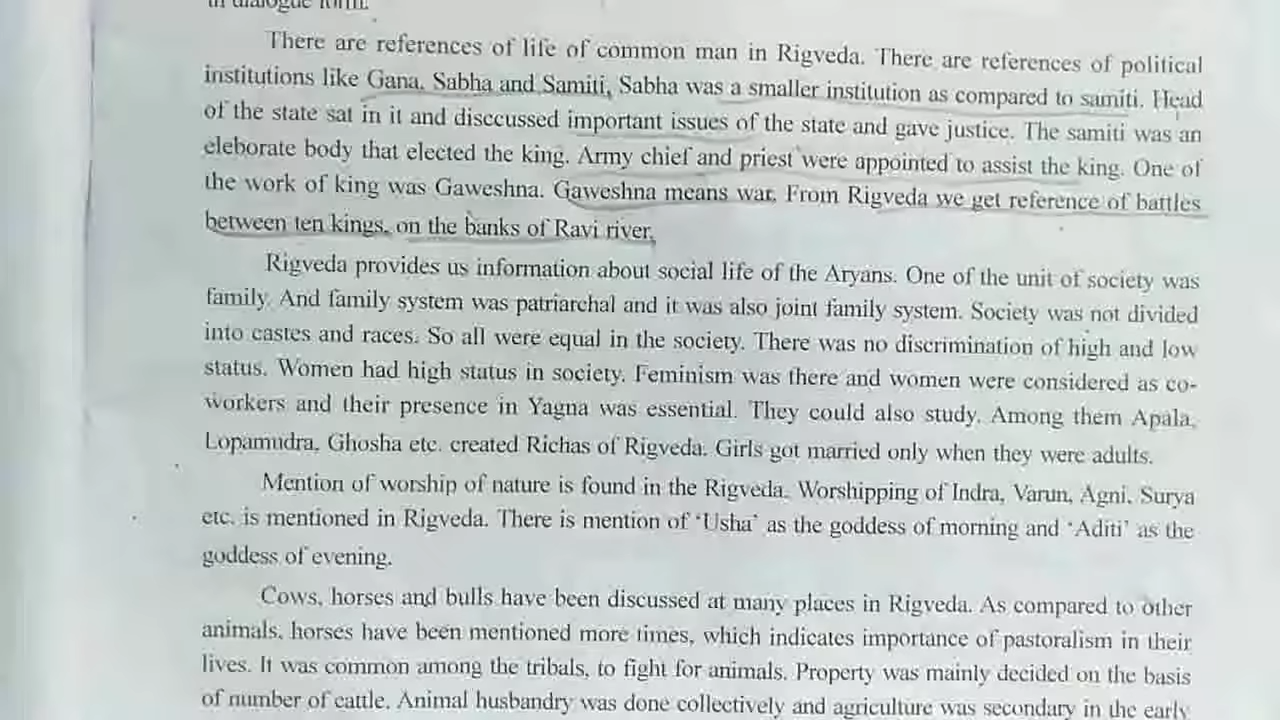 in dialogue form.
There are references of life of common man in Rigveda. There are references of political
institutions like Gana, Sabha and Samiti, Sabha was a smaller institution as compared to samiti. Head
of the state sat in it and disccussed important issues of the state and gave justice. The samiti was an
eleborate body that elected the king. Army chief and priest were appointed to assist the king. One of
the work of king was Gaweshna. Gaweshna means war. From Rigveda we get reference of battles
between ten kings, on the banks of Ravi river.
Rigveda provides us information about social life of the Aryans. One of the unit of society was
family. And family system was patriarchal and it was also joint family system. Society was not divided
into castes and races. So all were equal in the society. There was no discrimination of high and low
status. Women had high status in society. Feminism was there and women were considered as co-
workers and their presence in Yagna was essential. They could also study. Among them Apala,
Lopamudra, Ghosha etc. created Richas of Rigveda. Girls got married only when they were adults.
Mention of worship of nature is found in the Rigveda. Worshipping of Indra, Varun, Agni, Surya
etc. is mentioned in Rigveda. There is mention of ‘Usha’ as the goddess of morning and ‘Aditi’ as the
goddess of evening.
Cows, horses and bulls have been discussed at many places in Rigveda. As compared to other
animals, horses have been mentioned more times, which indicates importance of pastoralism in their
lives. It was common among the tribals, to fight for animals. Property was mainly decided on the basis
of number of cattle. Animal husbandry was done collectively and agriculture was secondary in the early